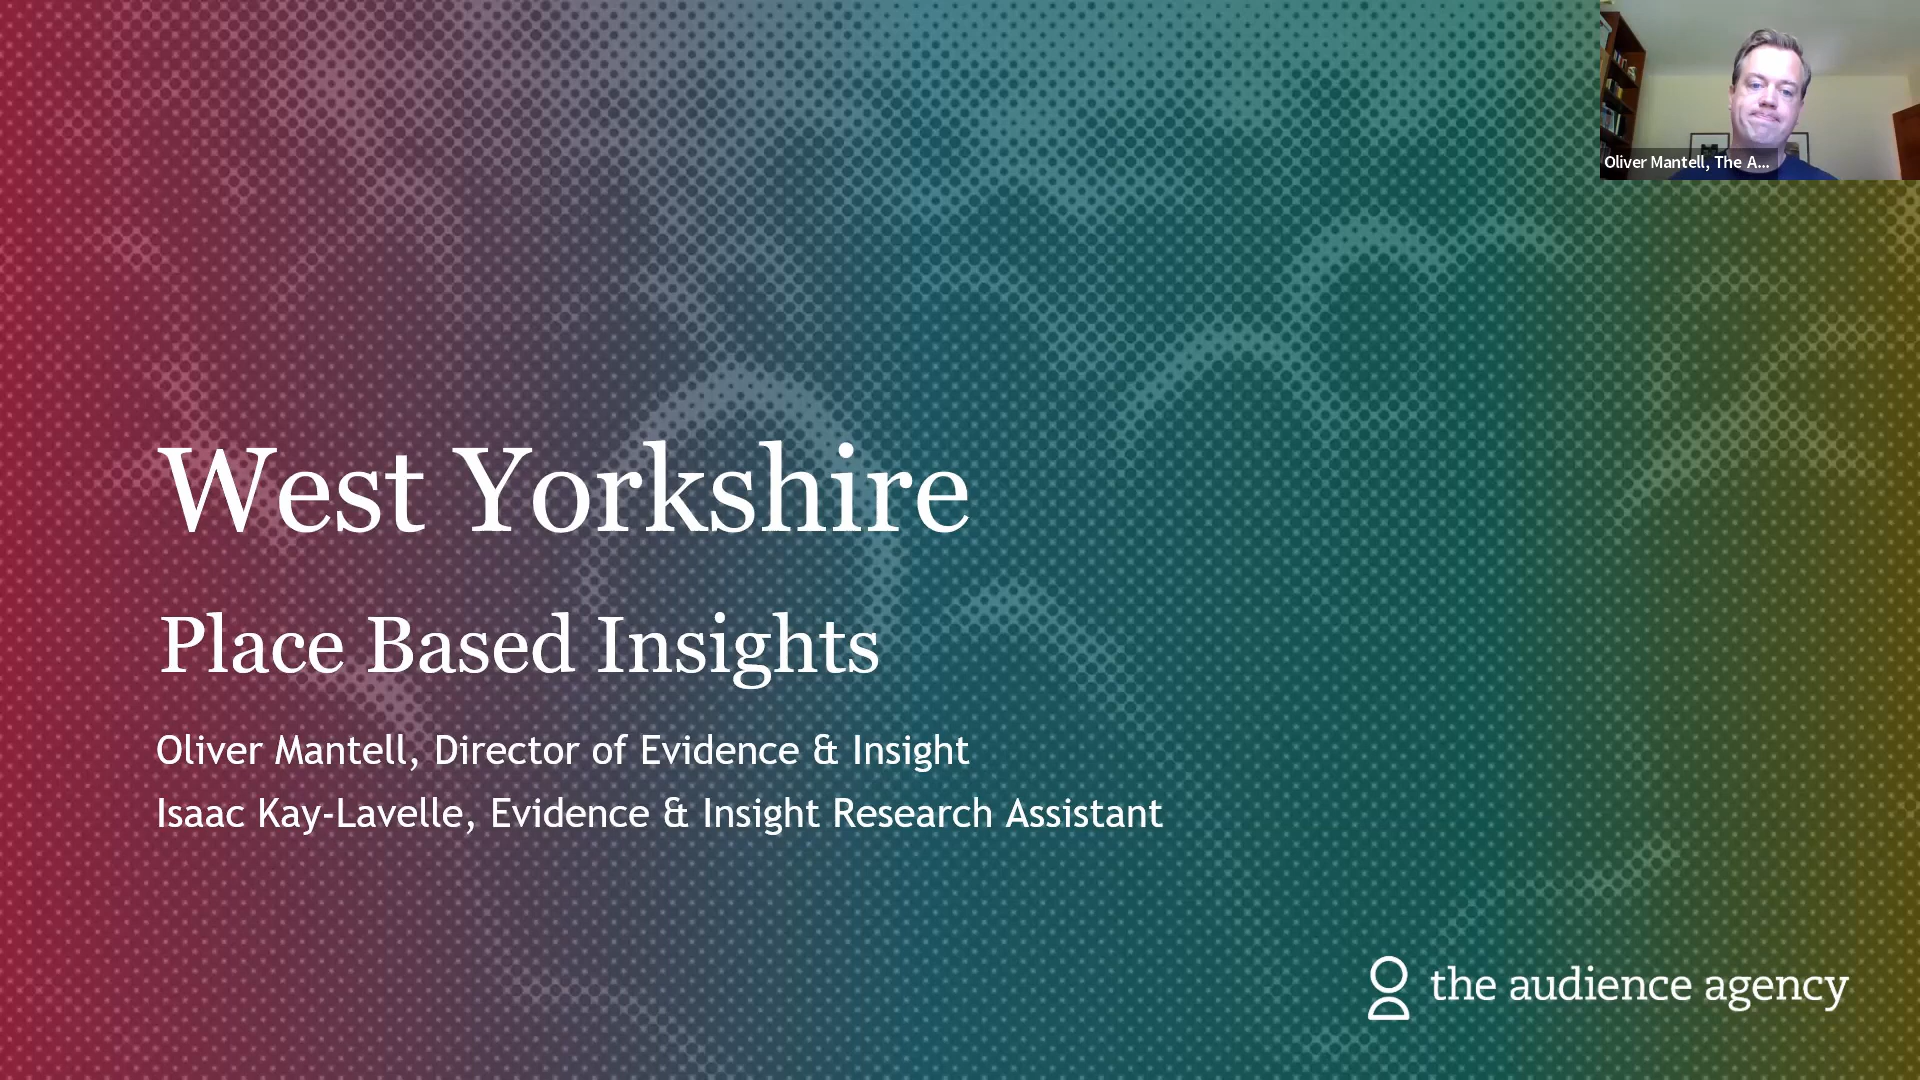 Oliver Mantell, The A...
West Yorkshire
Place Based Insights
Oliver Mantell, Director of Evidence & Insight
Isaac Kay-Lavelle, Evidence & Insight Research Assistant
the audience agency